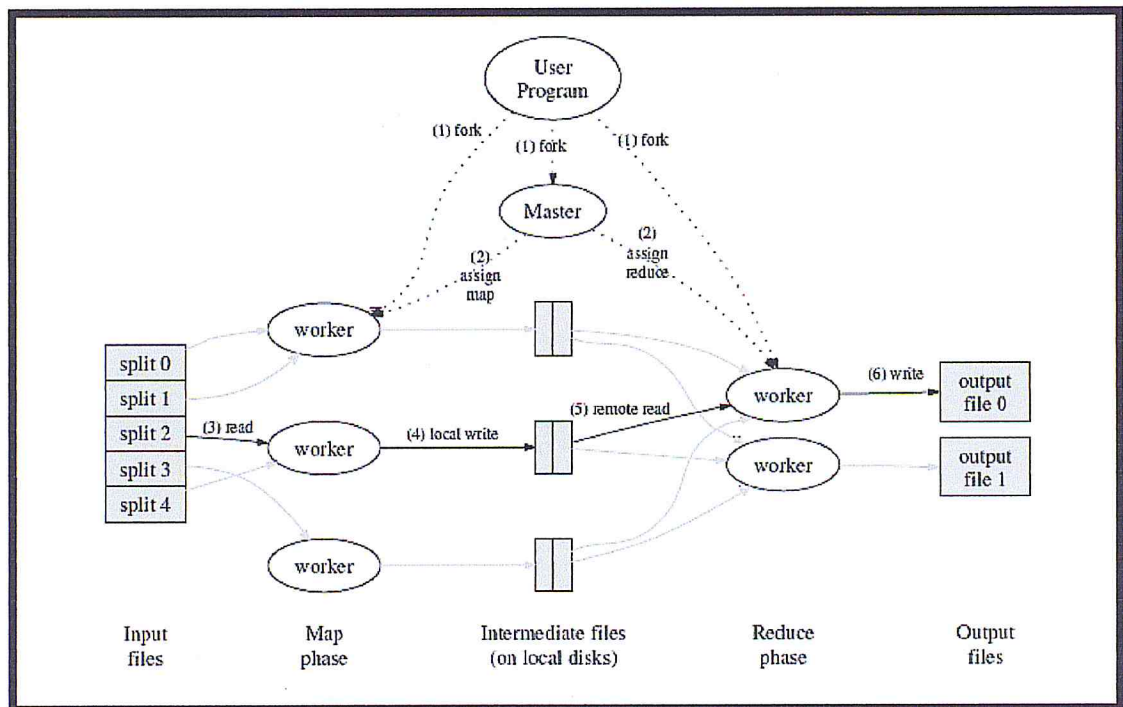 User
Program
(1) fork
(1) fork
(1) fork
Master
(2)
assign
map
(2)
assign
reduce
worker
split 0
split 1
split 2
split 3
split 4
(3) read
worker
(4) local write
(5) remote read
worker
(6) write
output
file 0
worker
output
file 1
worker
Input
files
Map
phase
Intermediate files
(on local disks)
Reduce
phase
Output
files